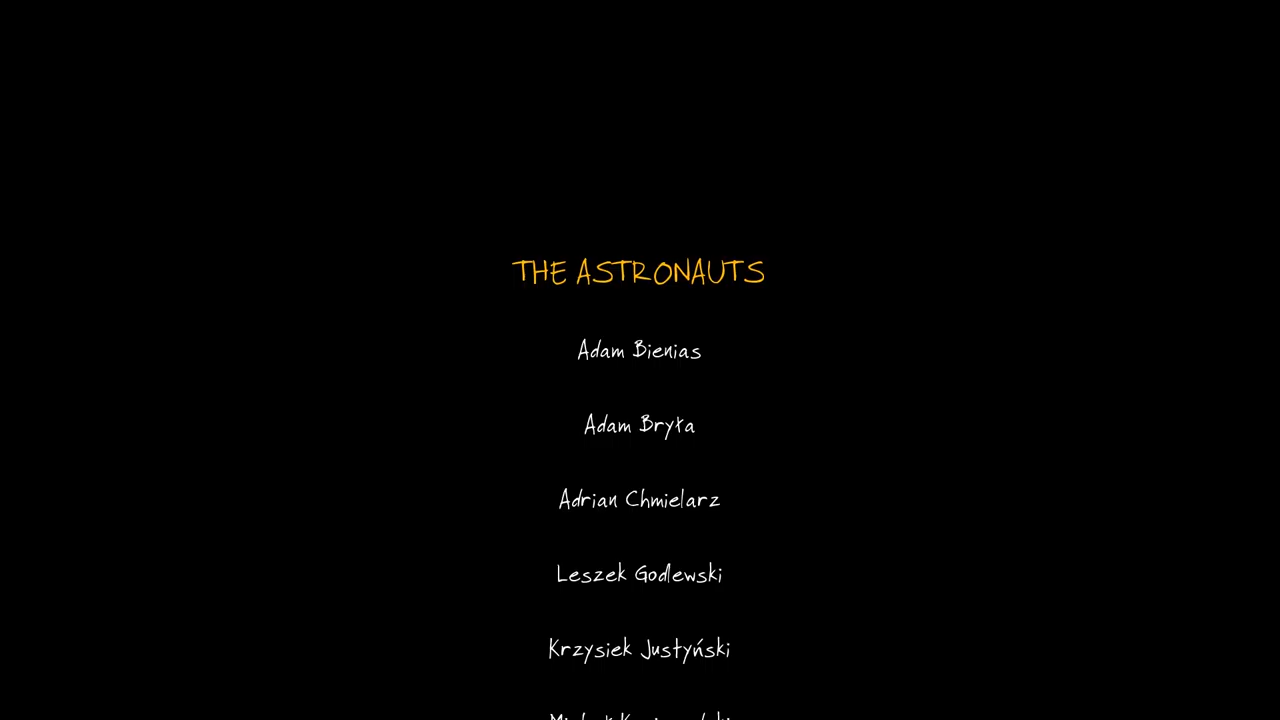 THE ASTRONAUTS
Adam Bienias
Adam Bryła
Adrian Chmielarz
Leszek Godlewski
Krzysiek Justyński